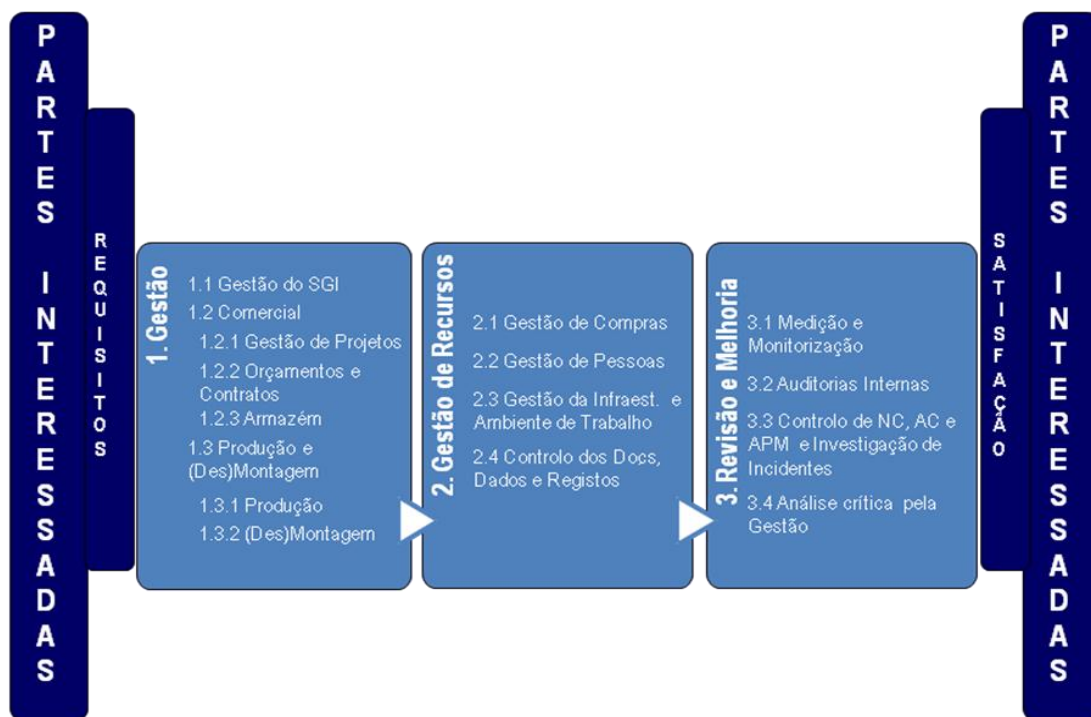 PARTES INTERESSADAS
REQUISITOS
1. Gestão
1.1 Gestão do SGI
1.2 Comercial
1.2.1 Gestão de Projetos
1.2.2 Orçamentos e
Contratos
1.2.3 Armazém
1.3 Produção e
(Des)Montagem
1.3.1 Produção
1.3.2 (Des)Montagem
2. Gestão de Recursos
2.1 Gestão de Compras
2.2 Gestão de Pessoas
2.3 Gestão da Infraest. e
Ambiente de Trabalho
2.4 Controlo dos Docs,
Dados e Registos
3. Revisão e Melhoria
3.1 Medição e
Monitorização
3.2 Auditorias Internas
3.3 Controlo de NC, AC e
APM e Investigação de
Incidentes
3.4 Análise crítica pela
Gestão
SATISFAÇÃO
PARTES INTERESSADAS